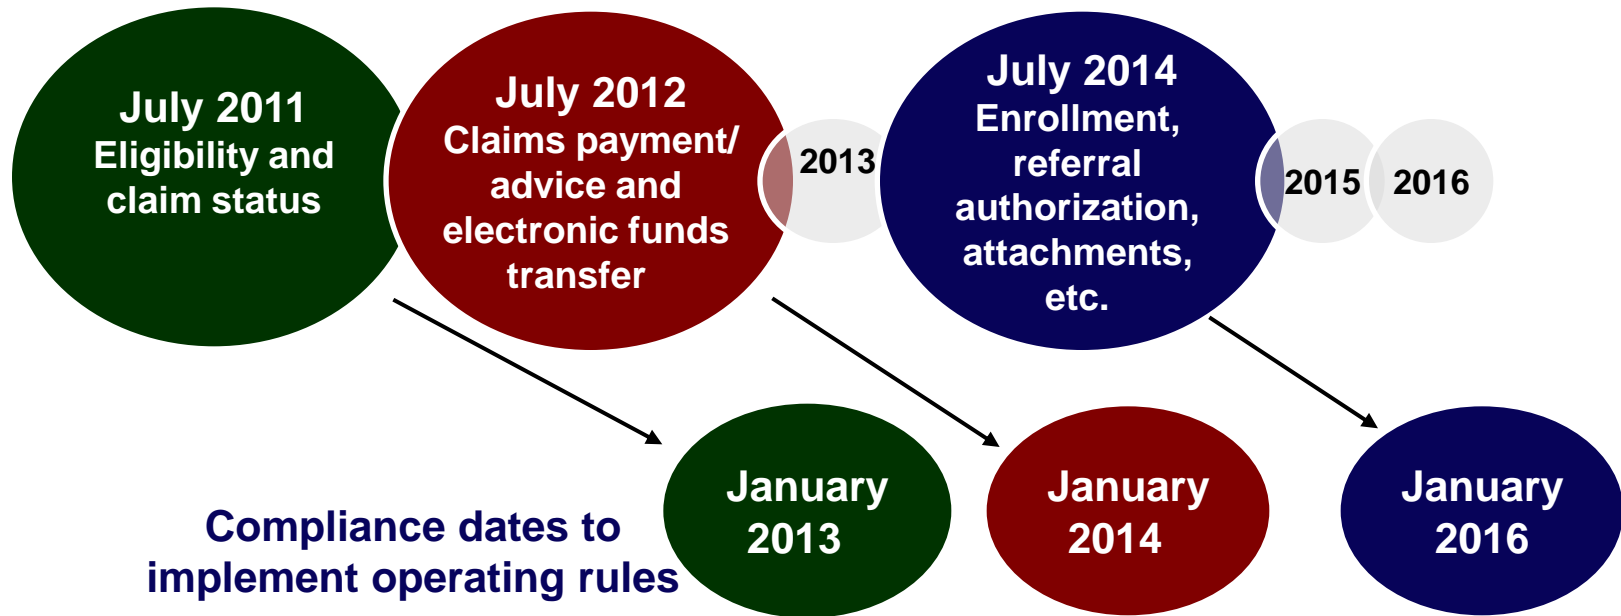 July 2011
Eligibility and
claim status
July 2012
Claims payment/
advice and
electronic funds
transfer
2013
July 2014
Enrollment,
referral
authorization,
attachments,
etc.
2015
2016
Compliance dates to
implement operating rules
January
2013
January
2014
January
2016